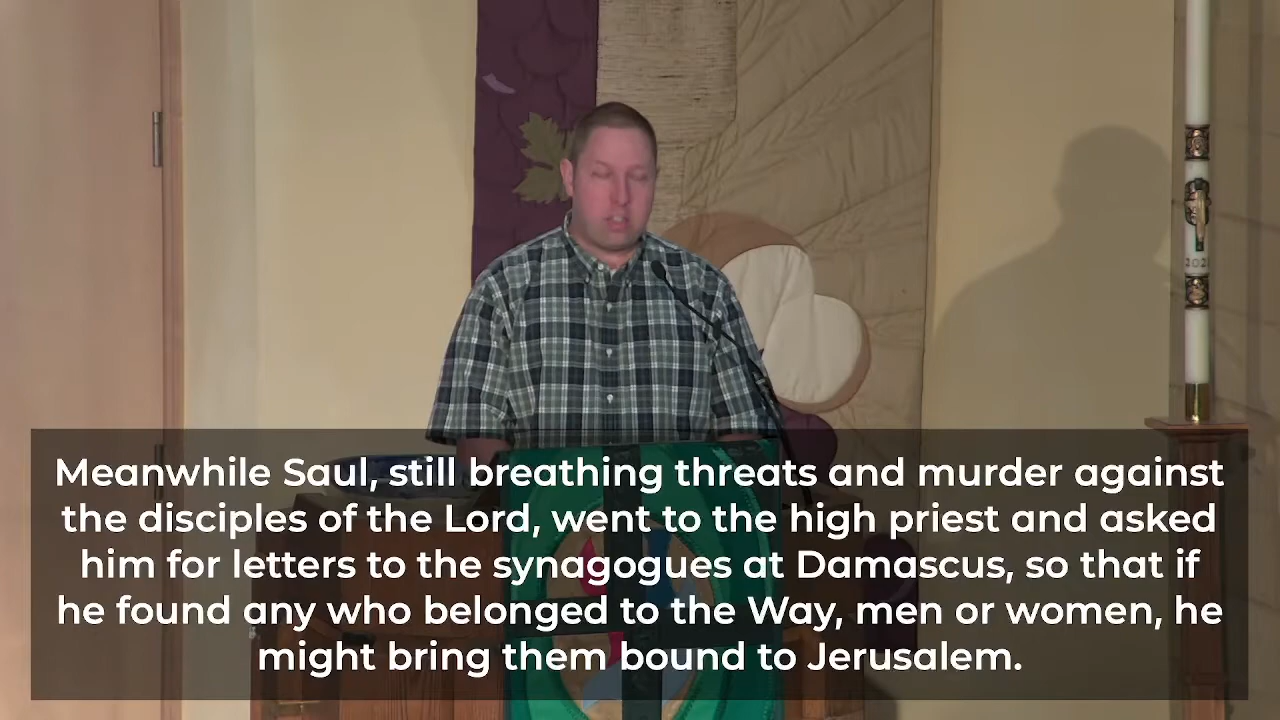 Meanwhile Saul, still breathing threats and murder against
the disciples of the Lord, went to the high priest and asked
him for letters to the synagogues at Damascus, so that if
he found any who belonged to the Way, men or women, he
might bring them bound to Jerusalem.